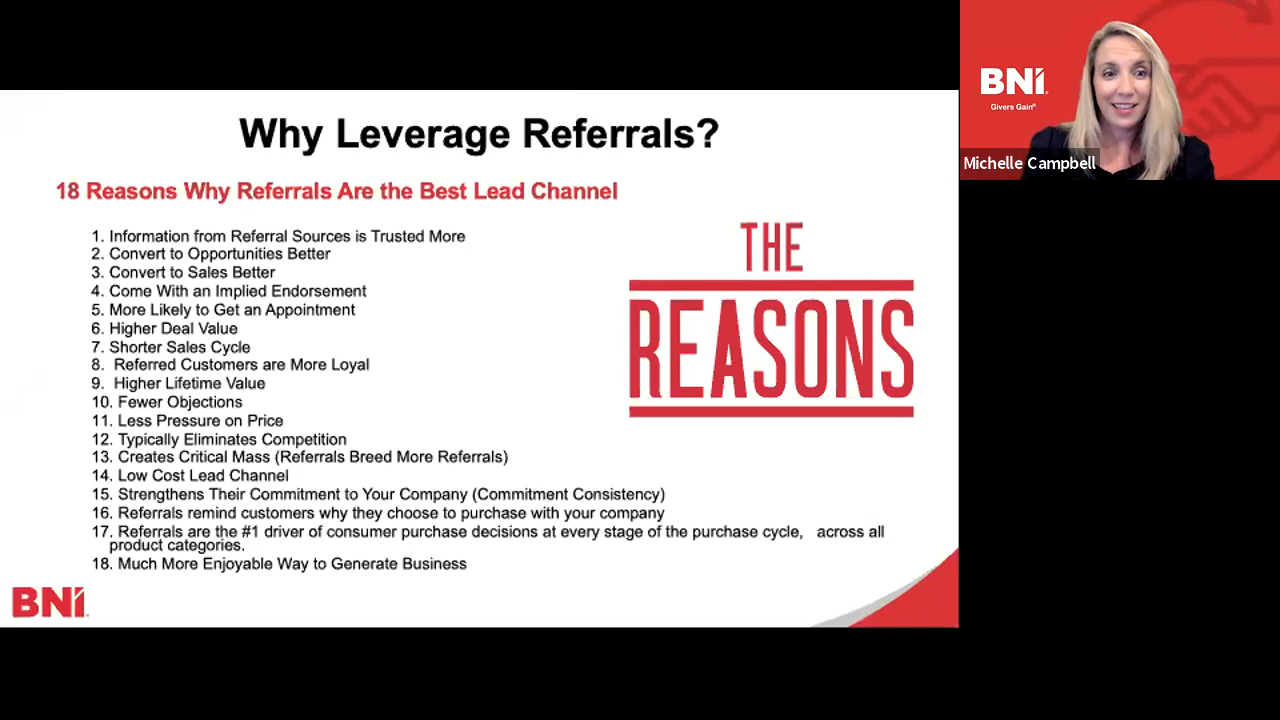 Why Leverage Referrals?
18 Reasons Why Referrals Are the Best Lead Channel
1. Information from Referral Sources is Trusted More
2. Convert to Opportunities Better
3. Convert to Sales Better
4. Come With an Implied Endorsement
5. More Likely to Get an Appointment
6. Higher Deal Value
7. Shorter Sales Cycle
8. Referred Customers are More Loyal
9. Higher Lifetime Value
10. Fewer Objections
11. Less Pressure on Price
12. Typically Eliminates Competition
13. Creates Critical Mass (Referrals Breed More Referrals)
14. Low Cost Lead Channel
15. Strengthens Their Commitment to Your Company (Commitment Consistency)
16. Referrals remind customers why they choose to purchase with your company
17. Referrals are the #1 driver of consumer purchase decisions at every stage of the purchase cycle, across all
product categories.
18. Much More Enjoyable Way to Generate Business
THE
REASONS
BNI
BNI®
Givers Gain®
Michelle Campbell